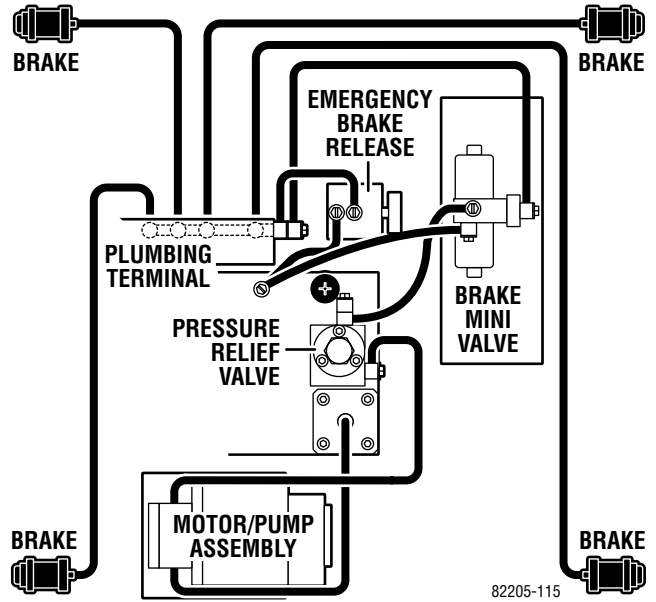 BRAKE
BRAKE
EMERGENCY
BRAKE
RELEASE
PLUMBING
TERMINAL
BRAKE
MINI
VALVE
PRESSURE
RELIEF
VALVE
MOTOR/PUMP
ASSEMBLY
BRAKE
BRAKE
82205-115